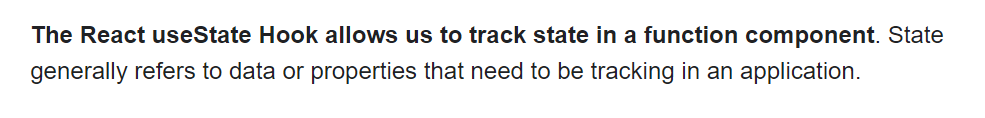 The React useState Hook allows us to track state in a function component. State
generally refers to data or properties that need to be tracking in an application.